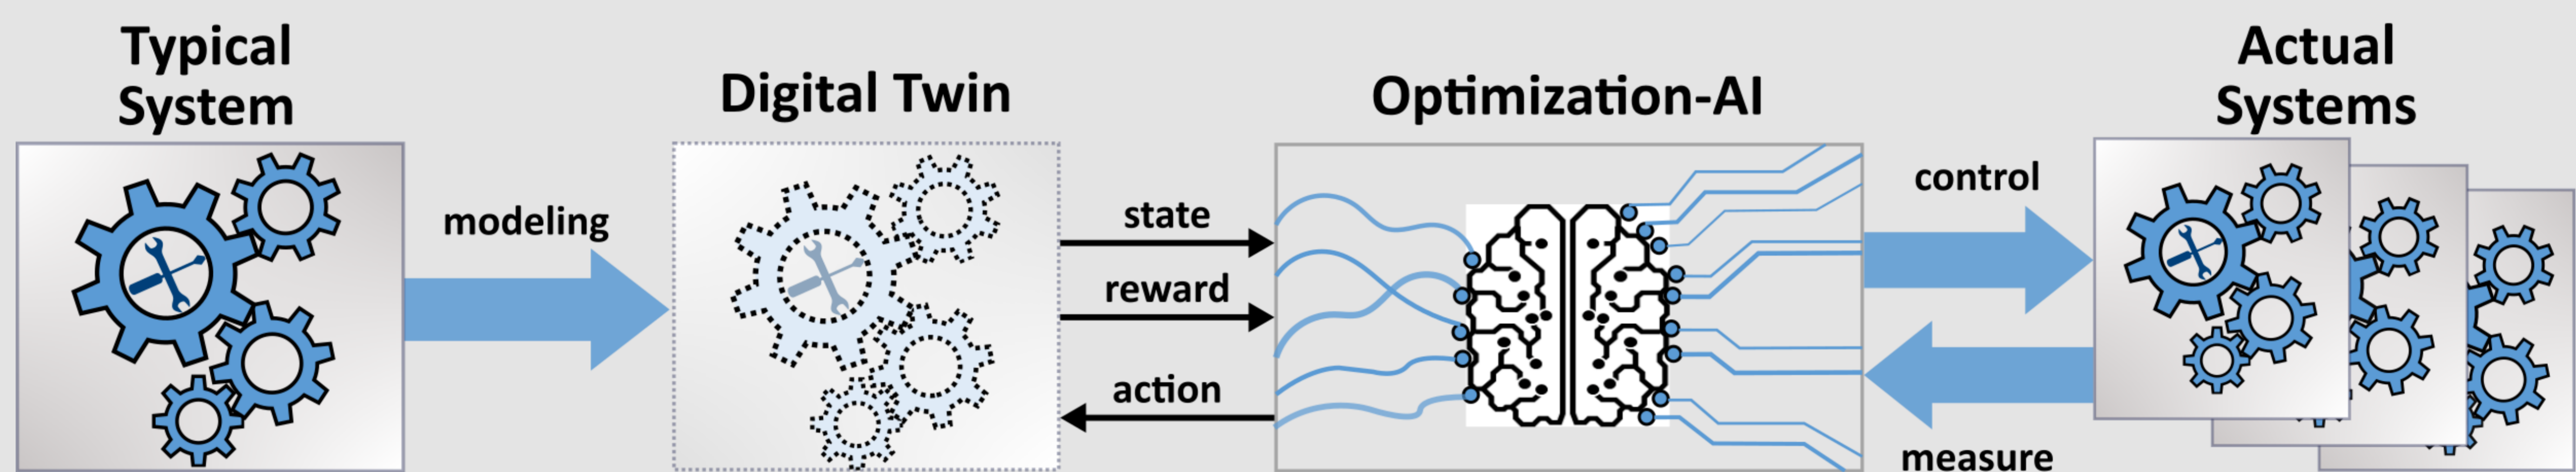 Typical
System
modeling
Digital Twin
state
reward
action
Optimization-AI
control
measure
Actual
Systems